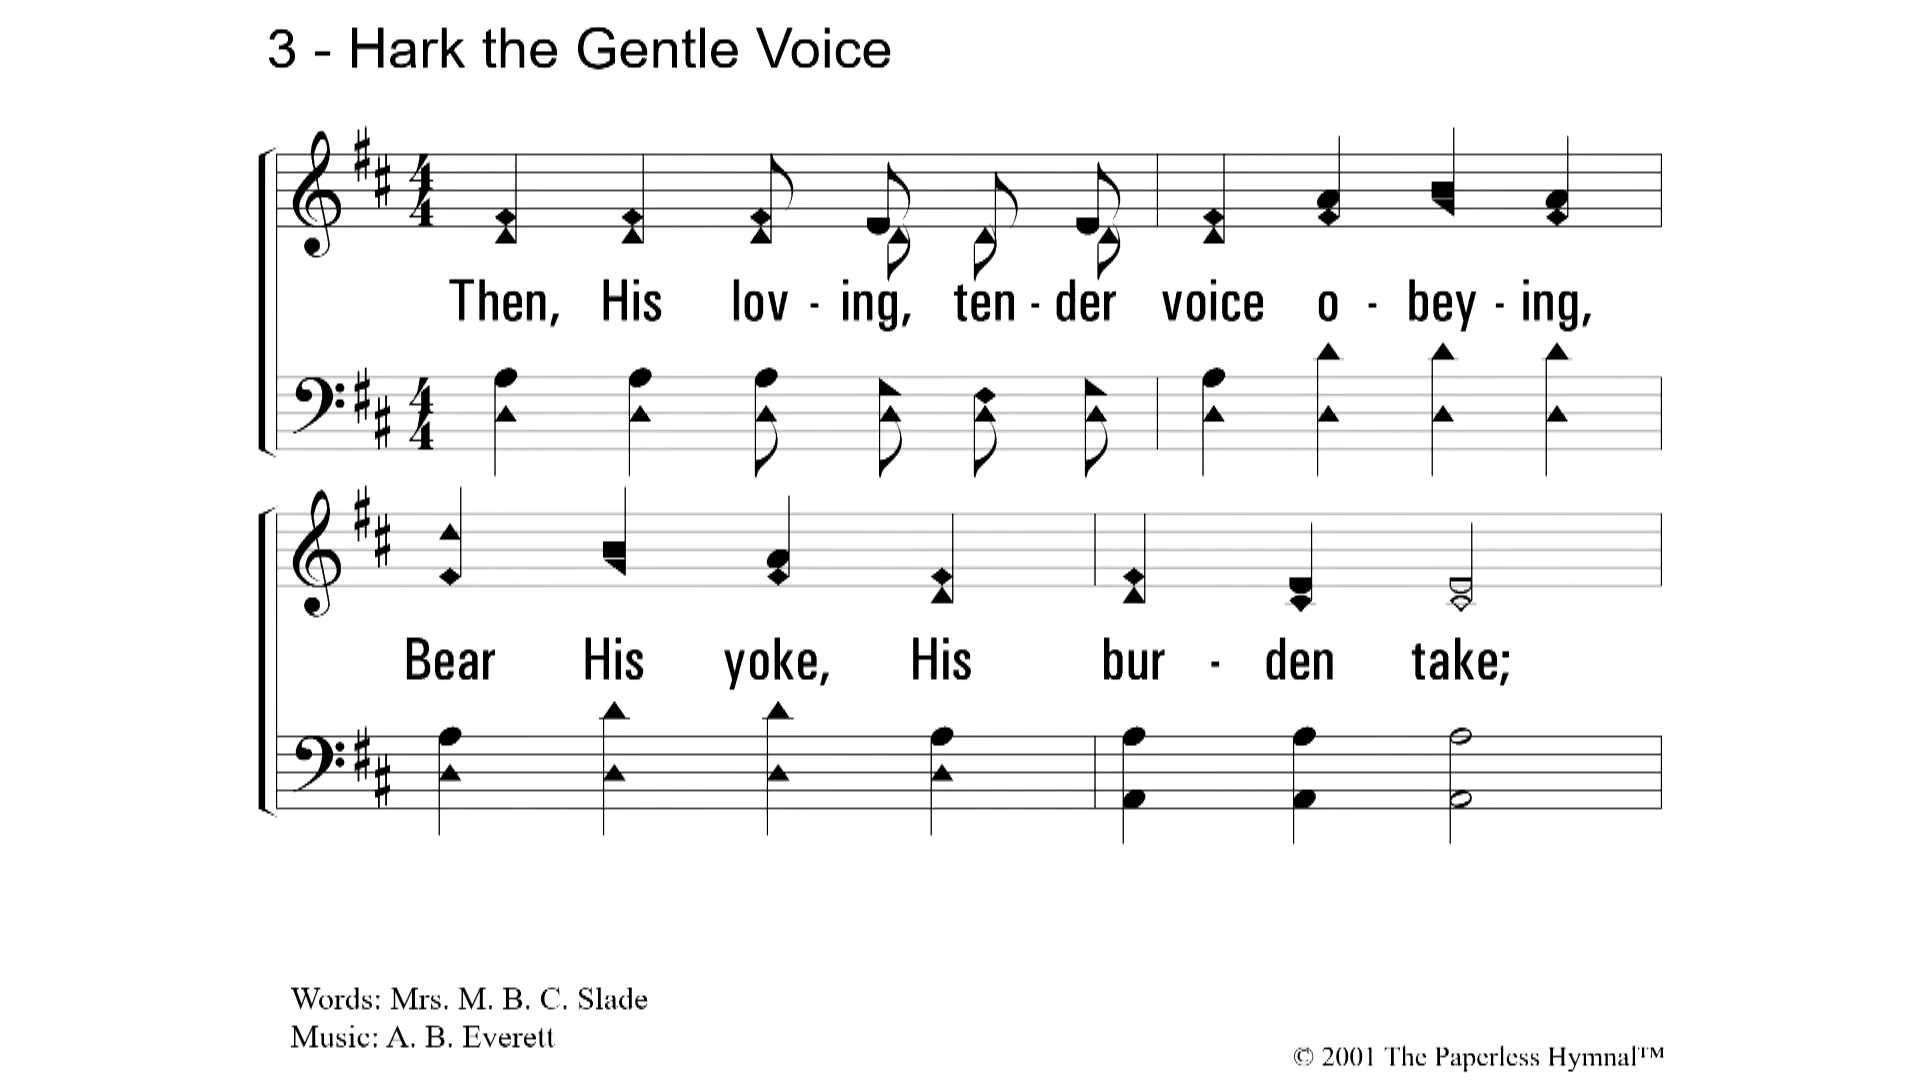 3 - Hark the Gentle Voice
Then, His lov - ing, ten - der voice o - bey - ing,
Bear His yoke, His bur - den take;
Words: Mrs. M. B. C. Slade
Music: A. B. Everett
© 2001 The Paperless Hymnal™